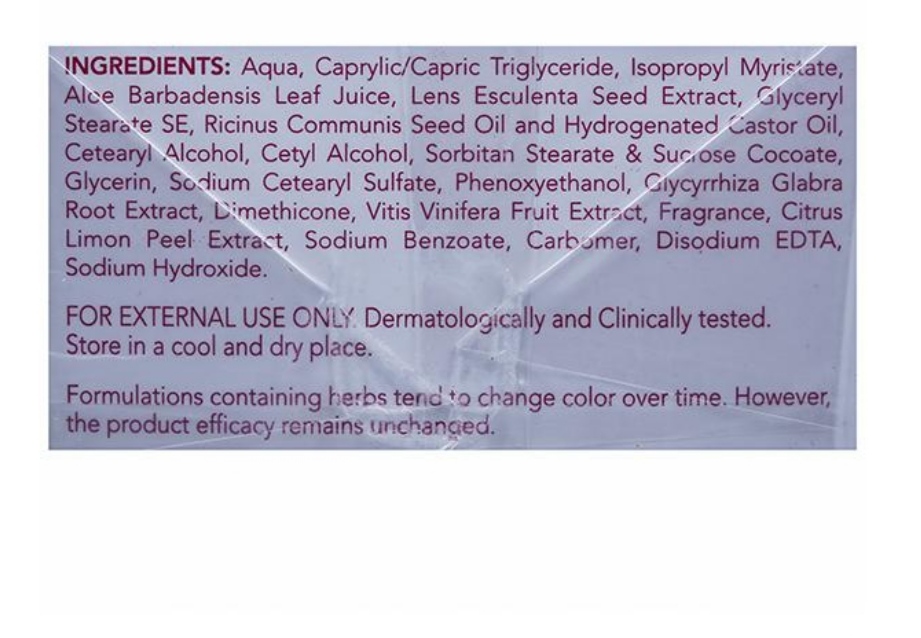 INGREDIENTS: Aqua, Caprylic/Capric Triglyceride, Isopropyl Myristate,
Aloe Barbadensis Leaf Juice, Lens Esculenta Seed Extract, Glyceryl
Stearate SE, Ricinus Communis Seed Oil and Hydrogenated Castor Oil,
Cetearyl Alcohol, Cetyl Alcohol, Sorbitan Stearate & Sucrose Cocoate,
Glycerin, Sodium Cetearyl Sulfate, Phenoxyethanol, Glycyrrhiza Glabra
Root Extract, Dimethicone, Vitis Vinifera Fruit Extract, Fragrance, Citrus
Limon Peel Extract, Sodium Benzoate, Carbomer, Disodium EDTA,
Sodium Hydroxide.
FOR EXTERNAL USE ONLY. Dermatologically and Clinically tested.
Store in a cool and dry place.
Formulations containing herbs tend to change color over time. However,
the product efficacy remains unchanged.